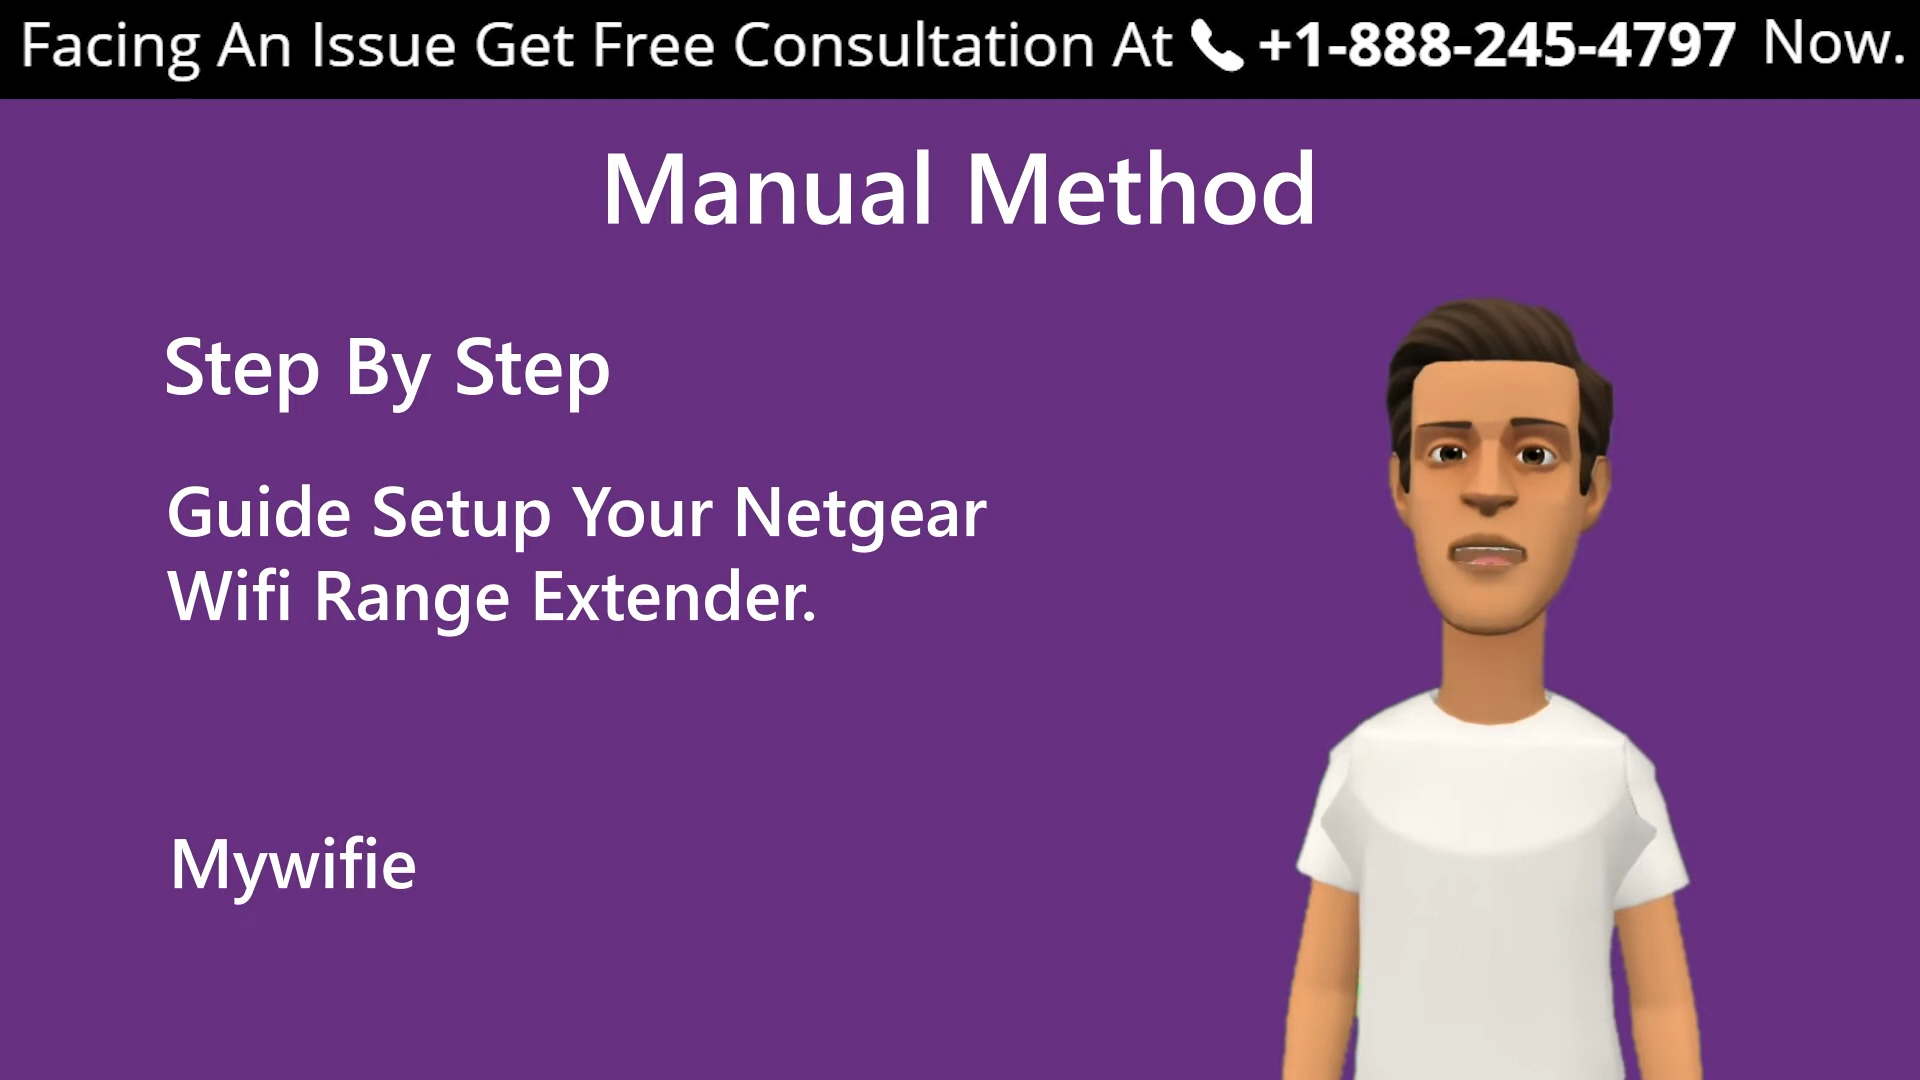 Facing An Issue Get Free Consultation At +1-888-245-4797 Now.
Manual Method
Step By Step
Guide Setup Your Netgear
Wifi Range Extender.
Mywifie